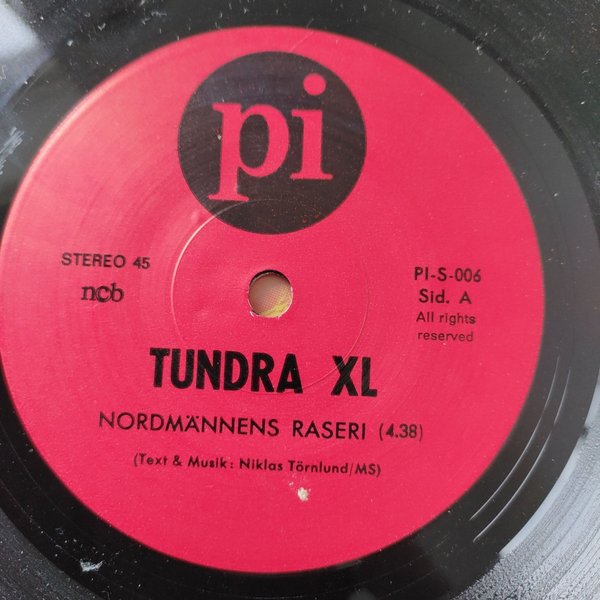 pi
STEREO 45
ncb
PI-S-006
Sid. A
All rights
reserved
TUNDRA XL
NORDMÄNNENS RASERI (4.38)
(Text & Musik: Niklas Törnlund/MS)